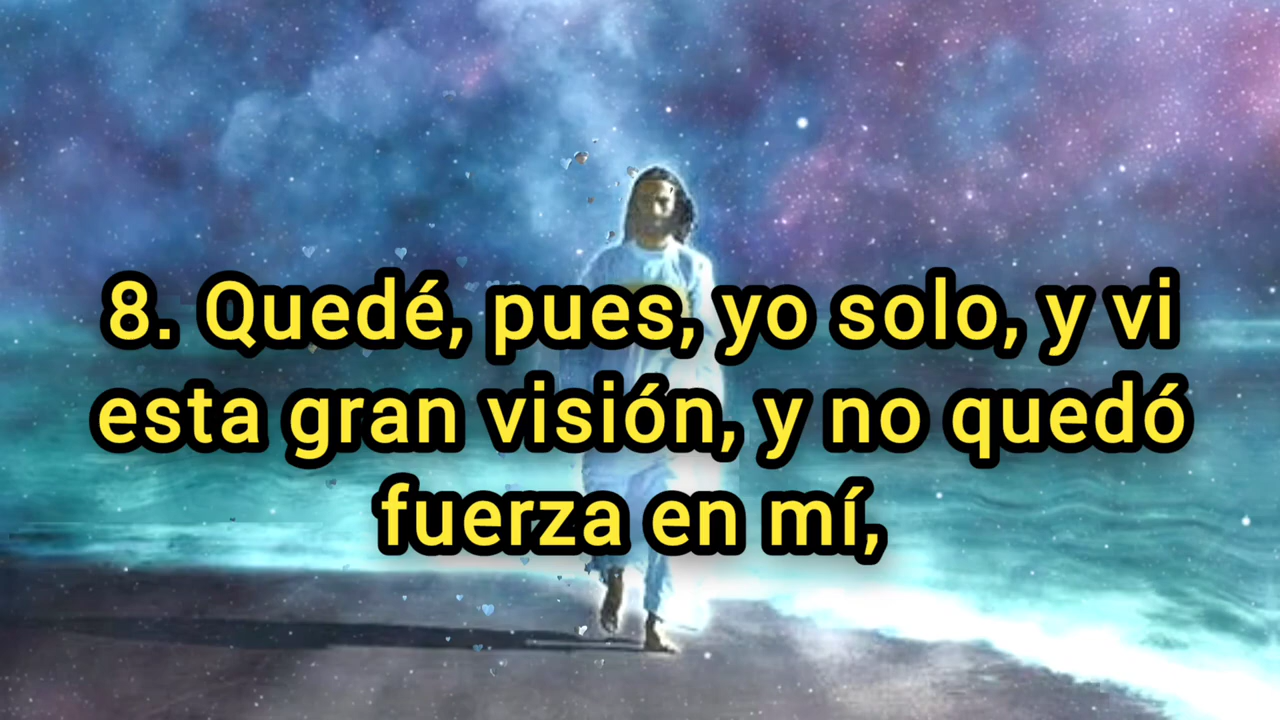 8. Quedé, pues, yo solo, y vi
esta gran visión, y no quedó
fuerza en mí,